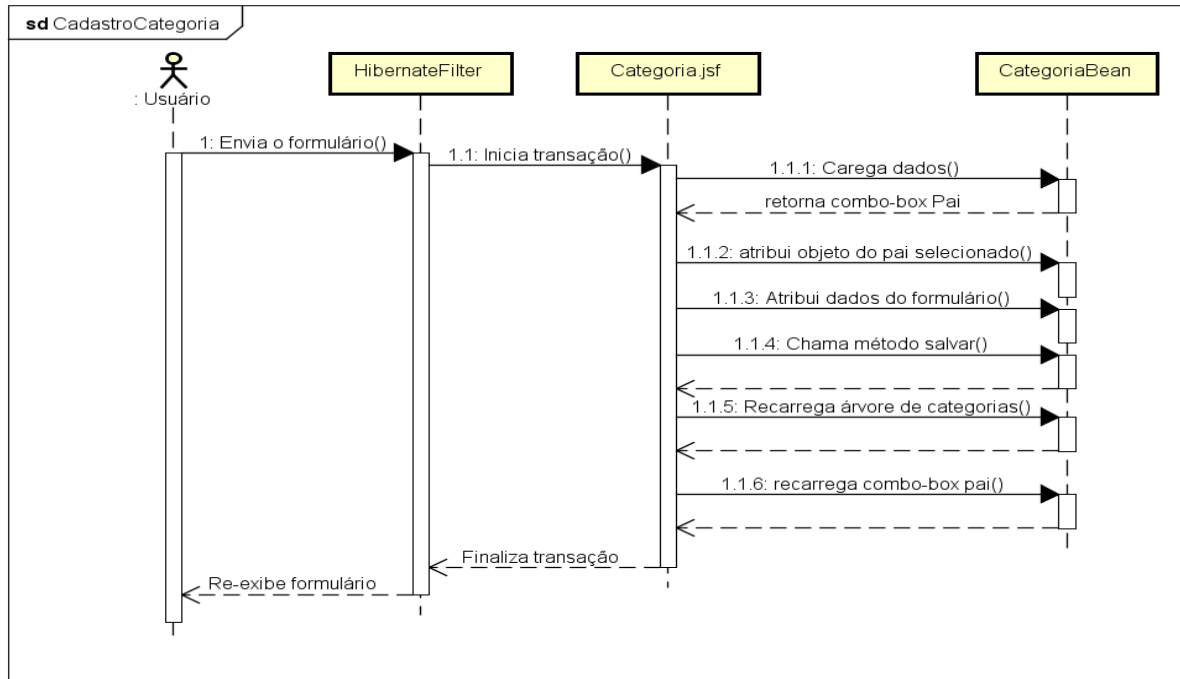 sd CadastroCategoria
HibernateFilter
Categoria.jsf
CategoriaBean
: Usuário
1: Envia o formulário()
1.1: Inicia transação()
1.1.1: Carega dados()
retorna combo-box Pai
1.1.2: atribui objeto do pai selecionado()
1.1.3: Atribui dados do formulário()
1.1.4: Chama método salvar()
1.1.5: Recarrega árvore de categorias()
1.1.6: recarrega combo-box pai()
Finaliza transação
Re-exibe formulário